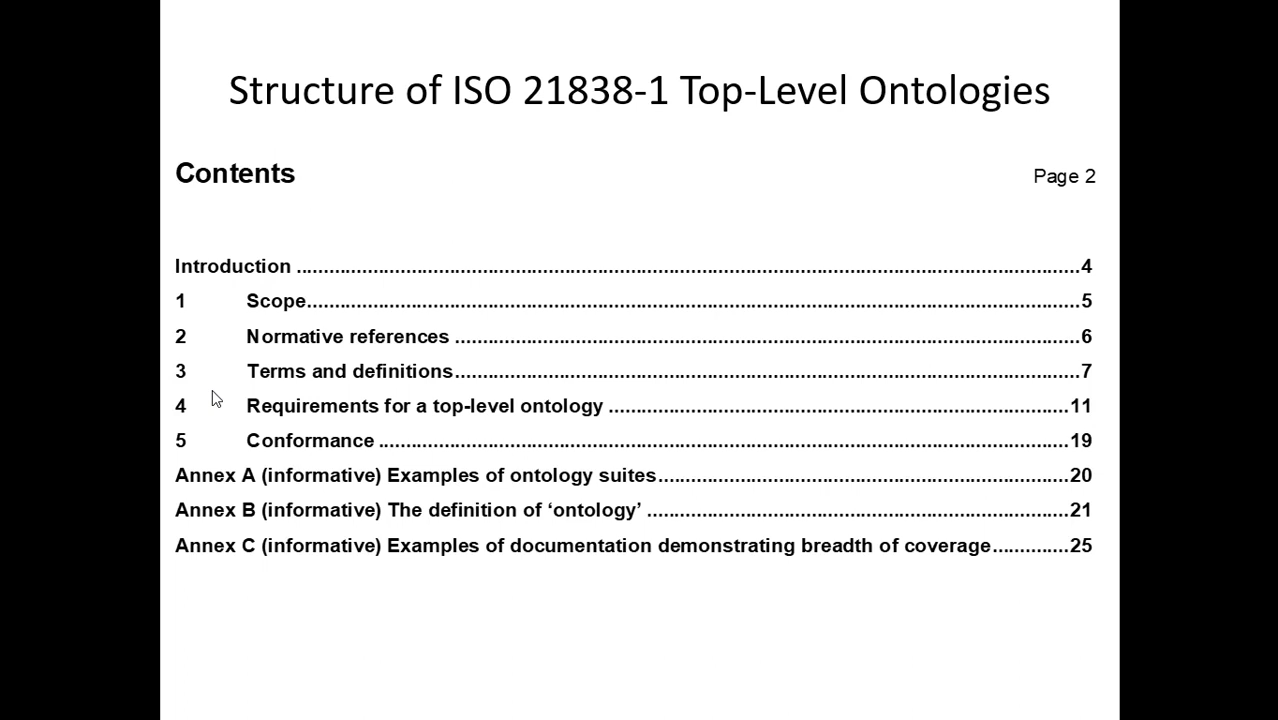 Structure of ISO 21838-1 Top-Level Ontologies
Contents Page 2
Introduction ................................................................................................................................................4
1 Scope..............................................................................................................................................5
2 Normative references ...................................................................................................................6
3 Terms and definitions...................................................................................................................7
4 Requirements for a top-level ontology .....................................................................................11
5 Conformance ...............................................................................................................................19
Annex A (informative) Examples of ontology suites...........................................................................20
Annex B (informative) The definition of ‘ontology’ .............................................................................21
Annex C (informative) Examples of documentation demonstrating breadth of coverage..............25